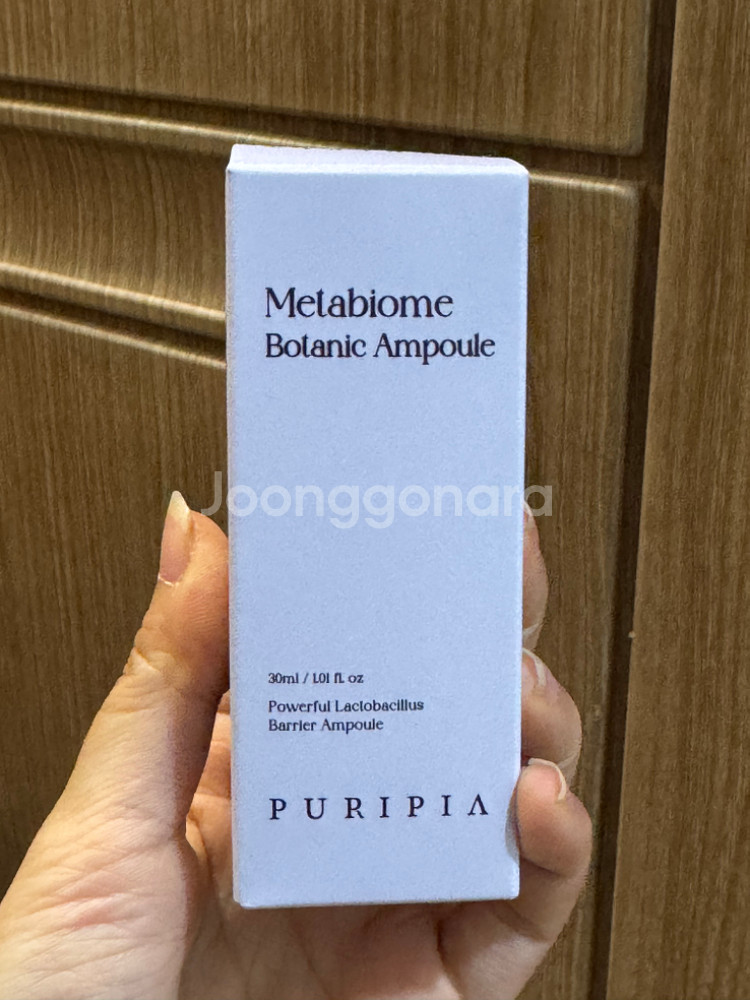 Metabiome
Botanic Ampoule
Joonggonara
30ml / 1.01 fl. oz
Powerful Lactobacillus
Barrier Ampoule
PURIPIA